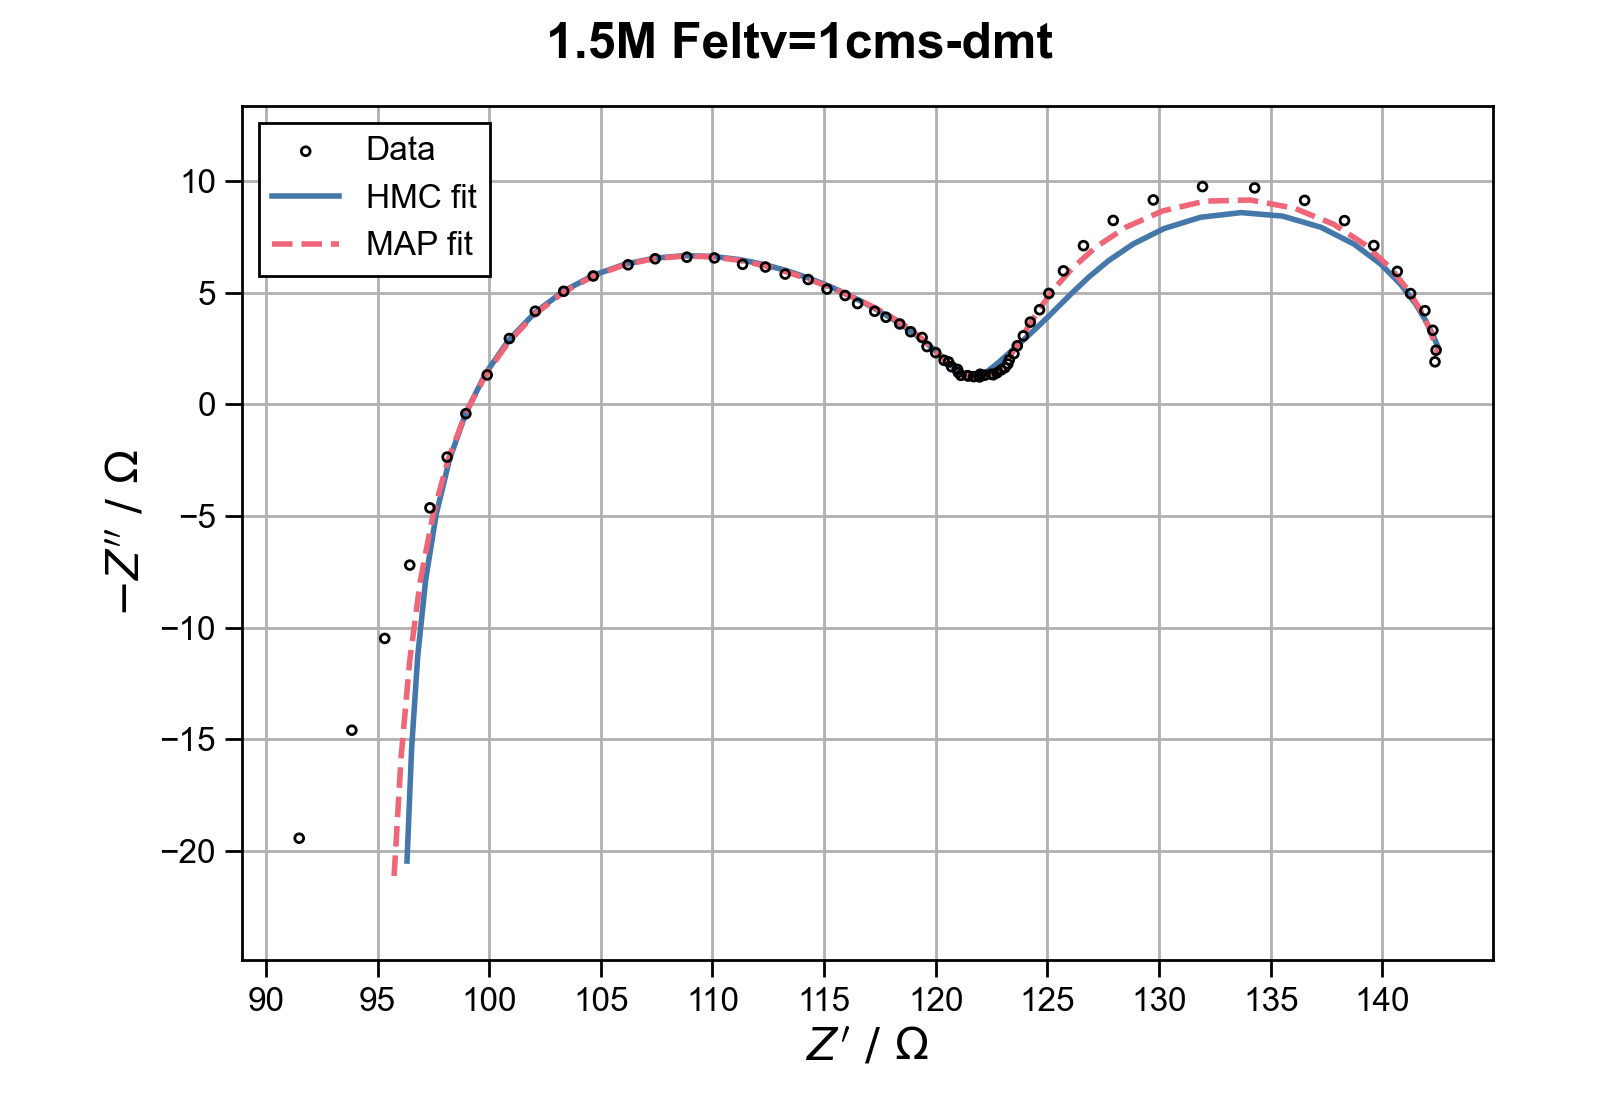 1.5M FeItv=1cms-dmt
Data
HMC fit
MAP fit
10
5
0
−5
−10
−15
−20
−Z′′ / Ω
90 95 100 105 110 115 120 125 130 135 140
Z′ / Ω